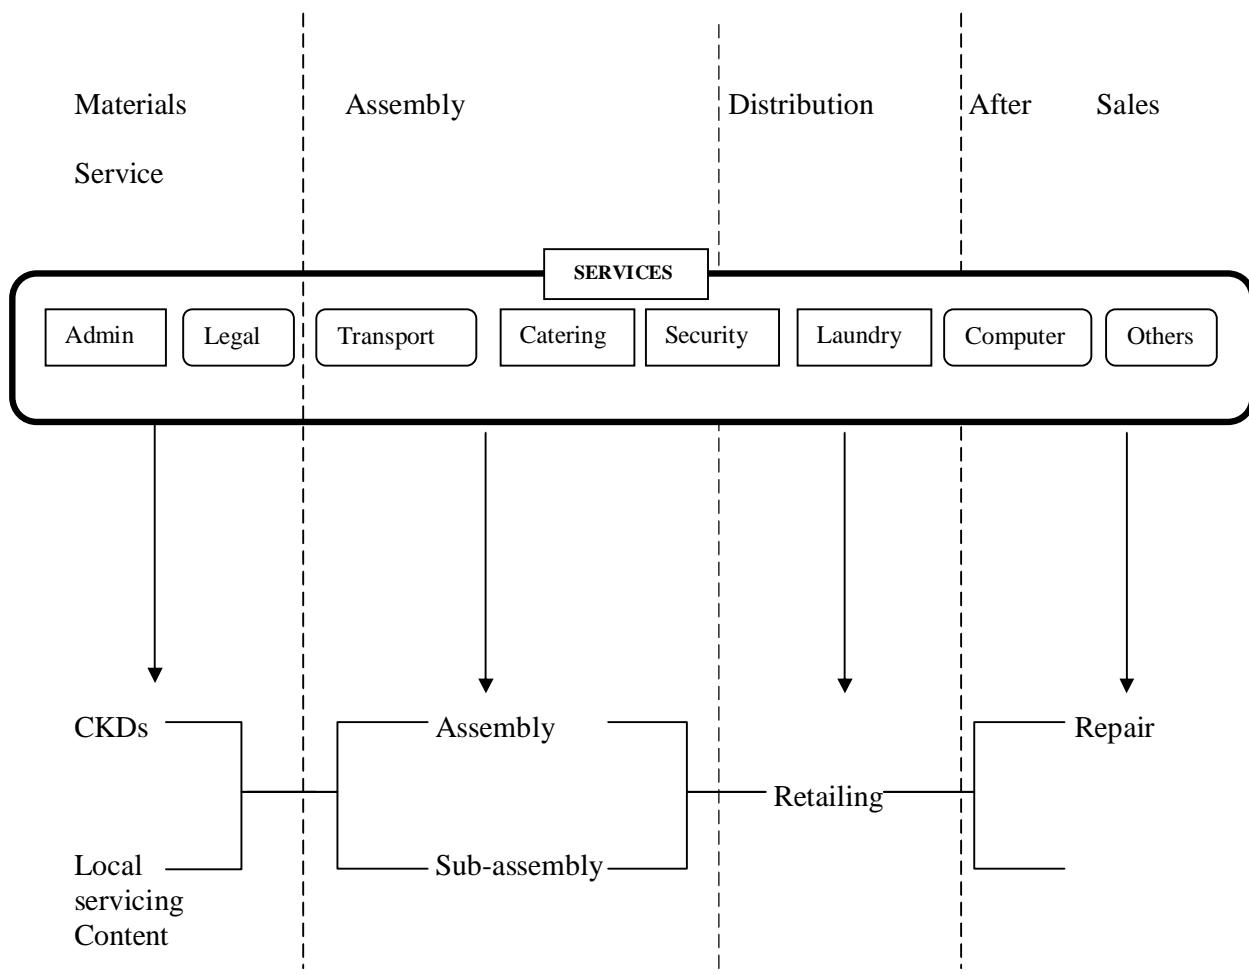 Materials Assembly Distribution After Sales
Service
SERVICES
Admin Legal Transport Catering Security Laundry Computer Others
CKDs Assembly Repair
Retailing
Local Sub-assembly
servicing
Content